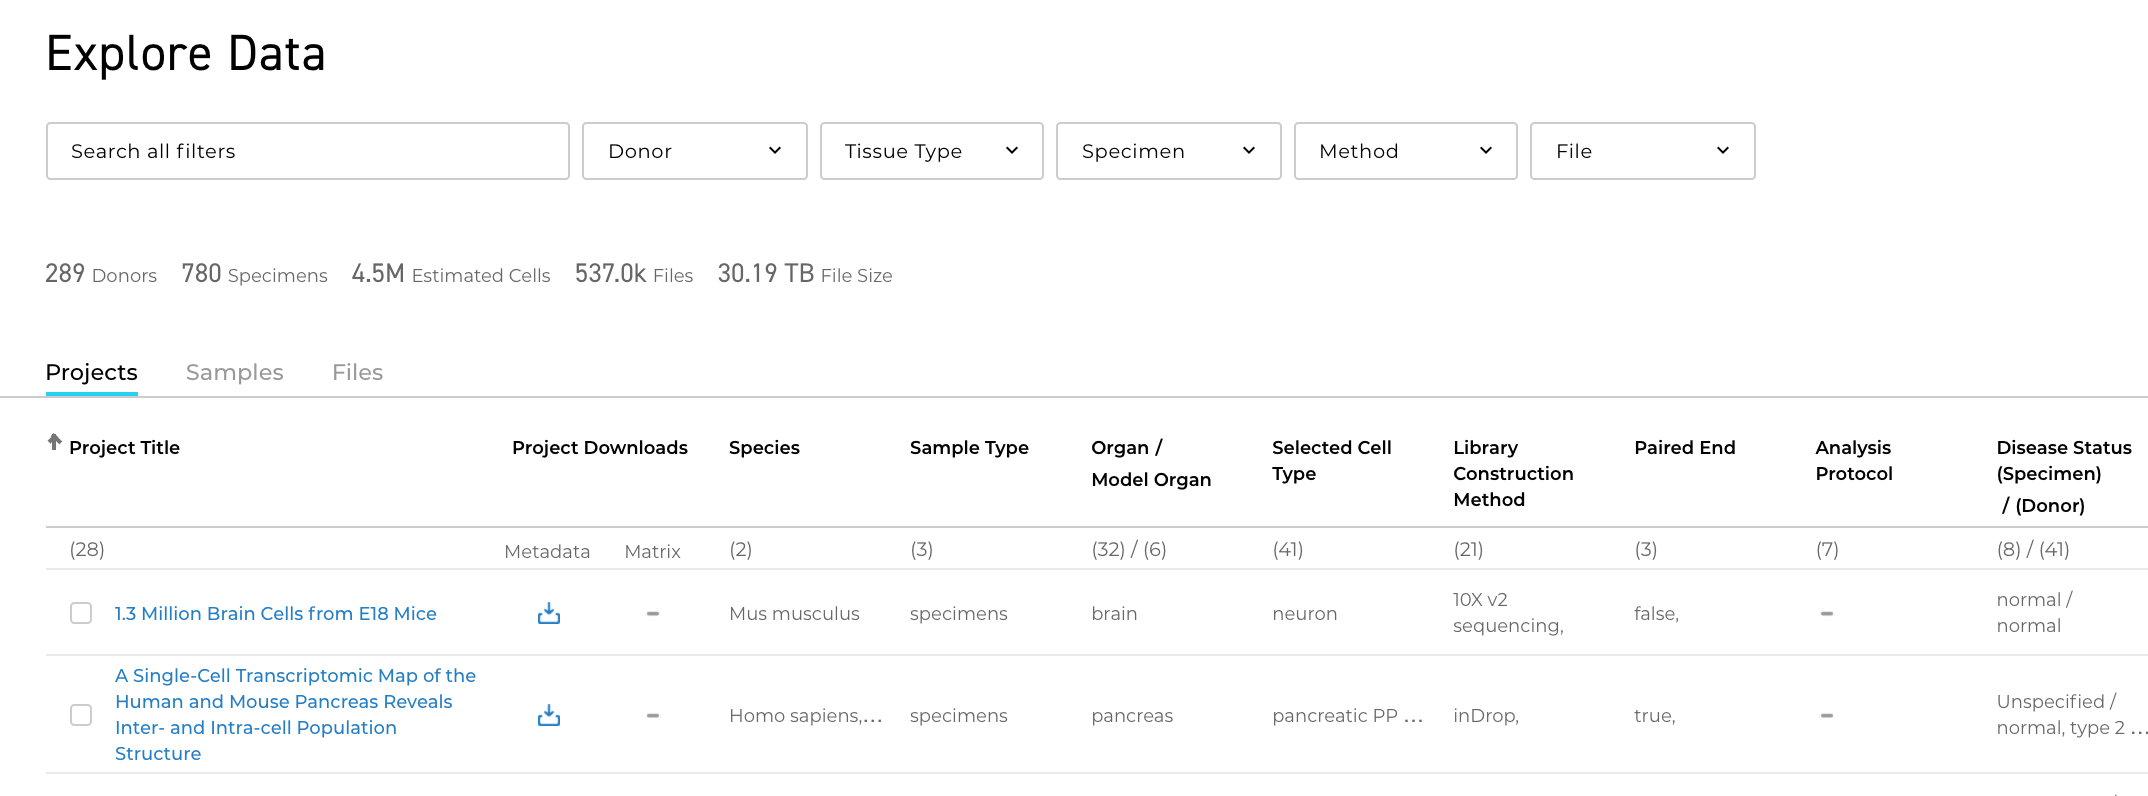 Explore Data
Search all filters
Donor
Tissue Type
Specimen
Method
File
289 Donors 780 Specimens 4.5M Estimated Cells 537.0k Files 30.19 TB File Size
Projects Samples Files
Project Title
Project Downloads
Species
Sample Type
Organ /
Model Organ
Selected Cell
Type
Library
Construction
Method
Paired End
Analysis
Protocol
Disease Status
(Specimen)
/ (Donor)
(28) Metadata Matrix (2) (3) (32) / (6) (41) (21) (3) (7) (8) / (41)
1.3 Million Brain Cells from E18 Mice
–
Mus musculus
specimens
brain
neuron
10X v2
sequencing,
false,
–
normal /
normal
A Single-Cell Transcriptomic Map of the
Human and Mouse Pancreas Reveals
Inter- and Intra-cell Population
Structure
–
Homo sapiens,...
specimens
pancreas
pancreatic PP ...
inDrop,
true,
–
Unspecified /
normal, type 2 ...